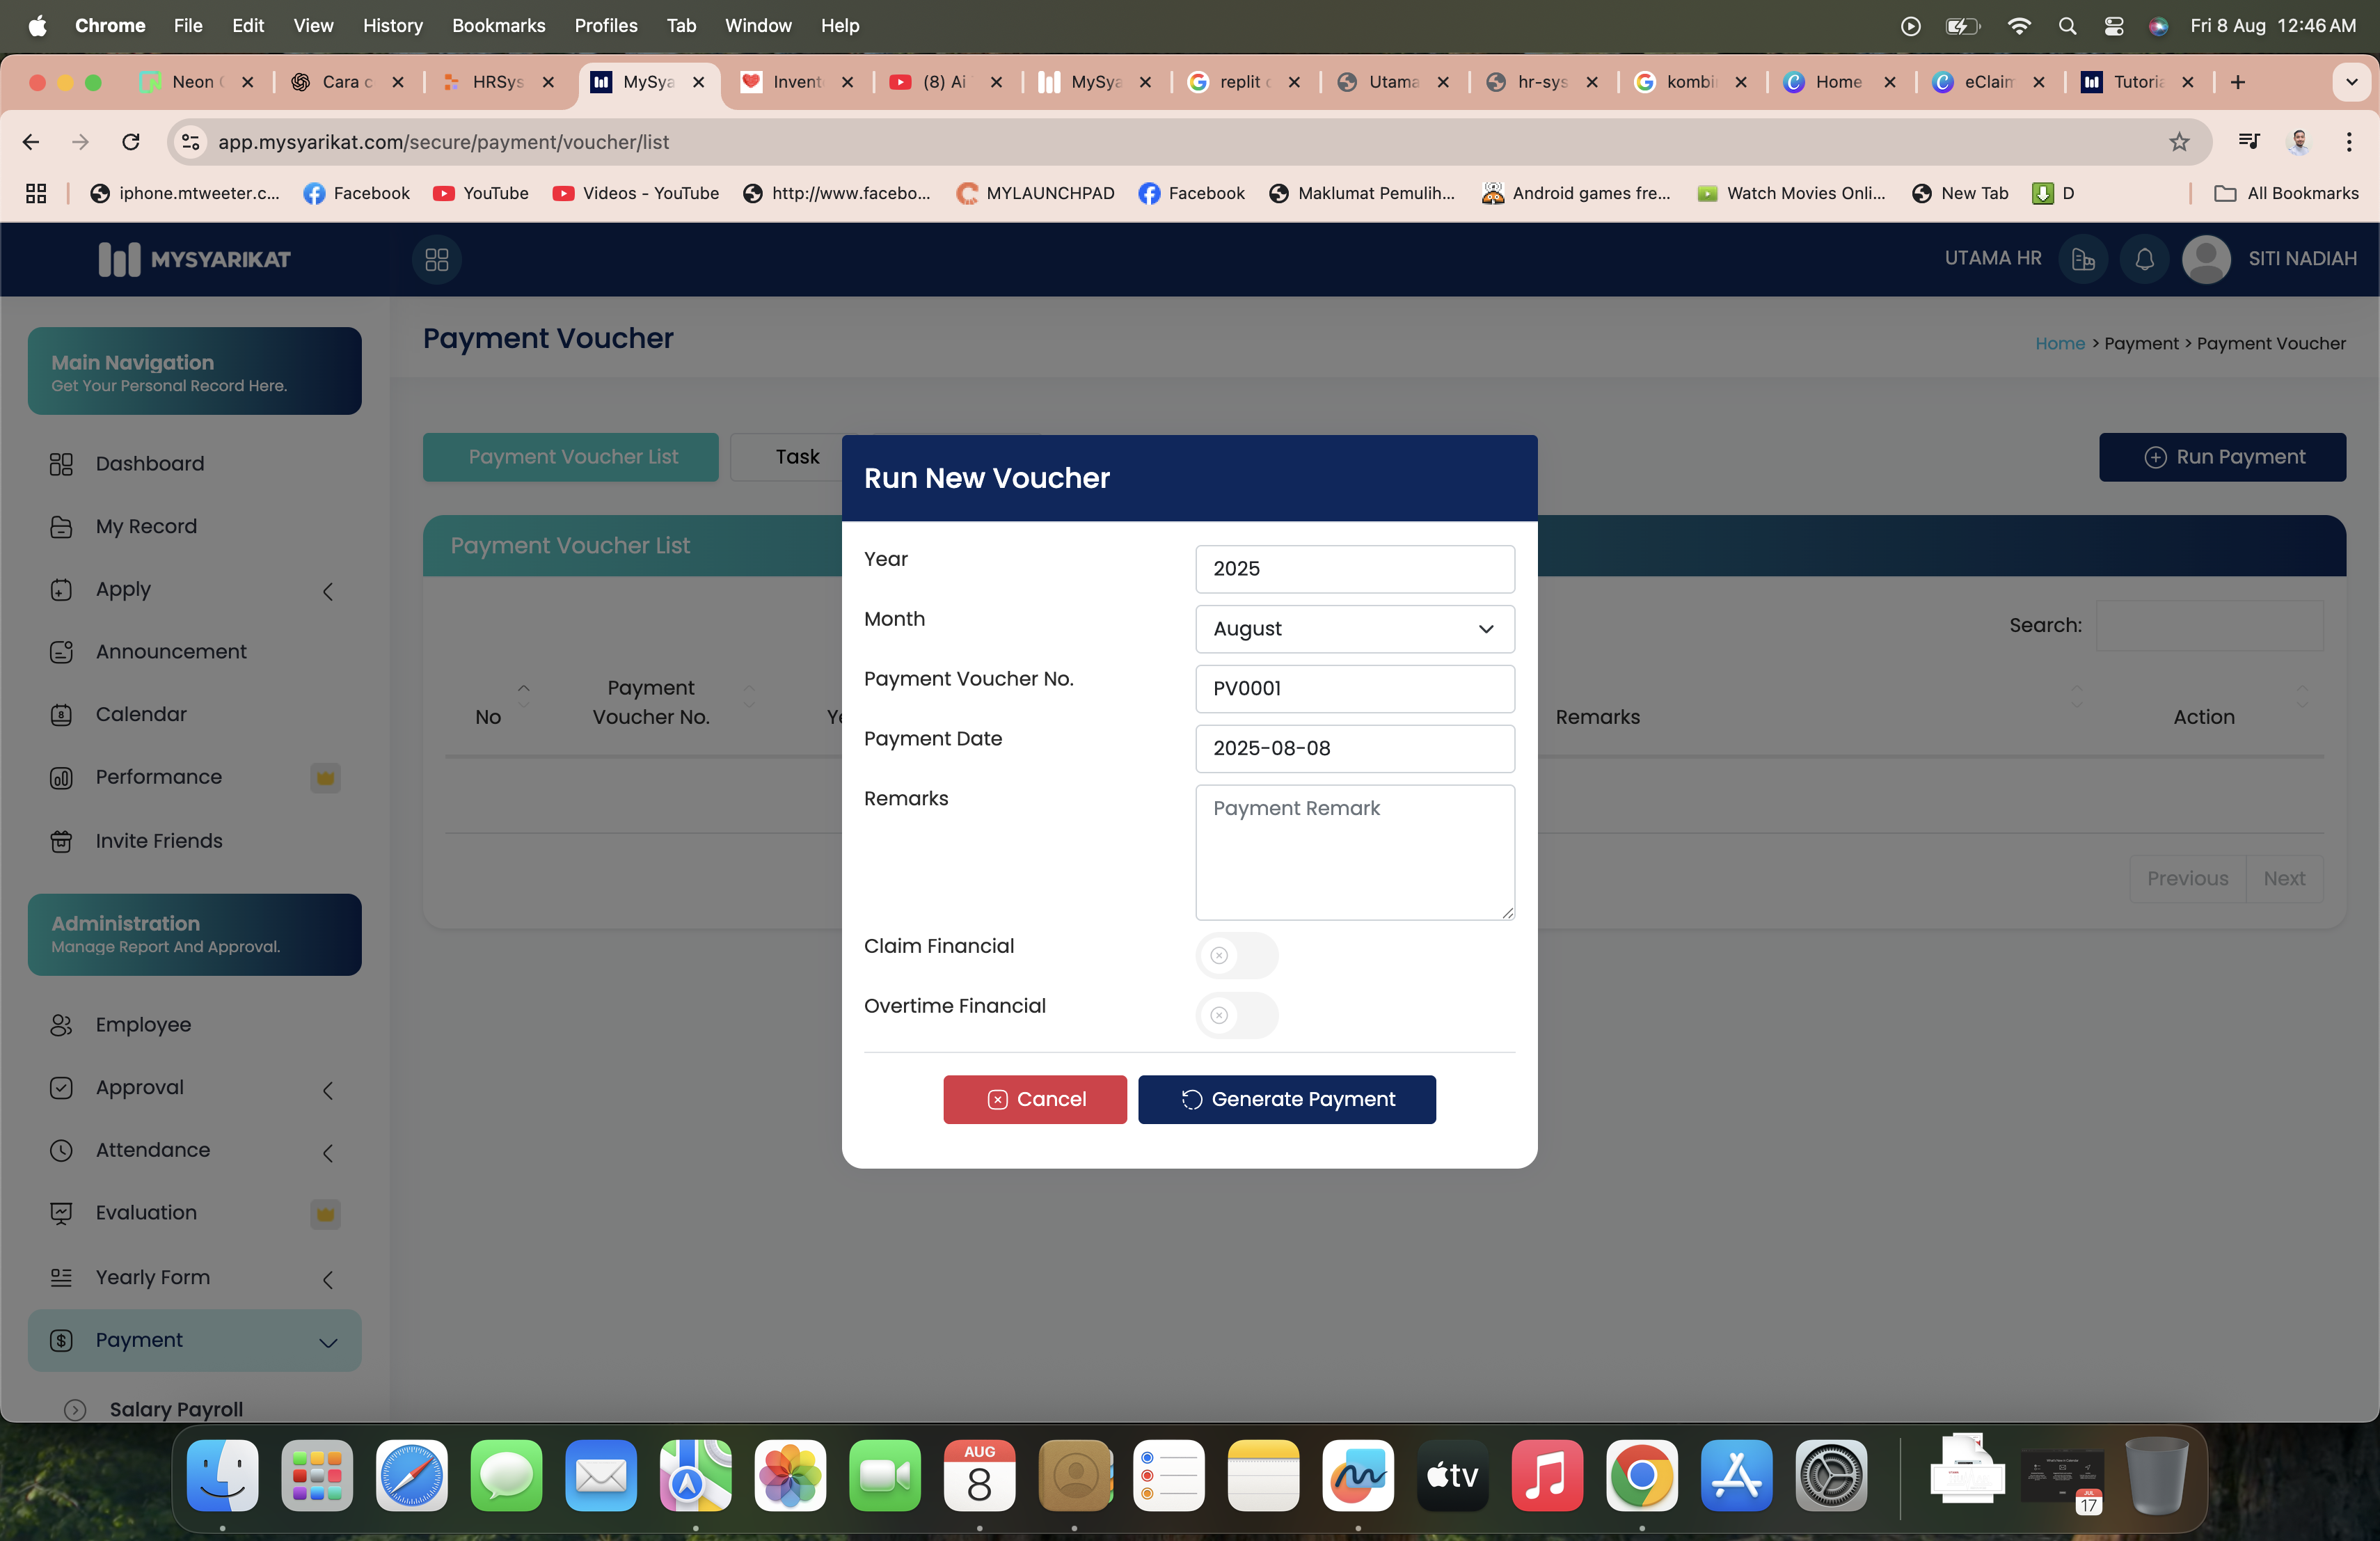 Chrome File Edit View History Bookmarks Profiles Tab Window Help Fri 8 Aug 12:46 AM
Neon Cara c HRSys MySya Invent (8) Ai MySya replit Utama hr-sys kombi Home eClaim Tutoria
app.mysyarikat.com/secure/payment/voucher/list
iphone.mtweeter.c... Facebook YouTube Videos - YouTube http://www.facebo... MYLAUNCHPAD Facebook Maklumat Pemulih... Android games fre... Watch Movies Onli... New Tab D All Bookmarks
MYSYARIKAT UTAMA HR SITI NADIAH
Main Navigation
Get Your Personal Record Here.
Dashboard
My Record
Apply
Announcement
Calendar
8
Performance
Invite Friends
Administration
Manage Report And Approval.
Employee
Approval
Attendance
Evaluation
Yearly Form
Payment
Salary Payroll
Payment Voucher
Home > Payment > Payment Voucher
Payment Voucher List Task Run Payment
Payment Voucher List
Search:
No Payment Voucher No. Ye Remarks Action
Previous Next
Run New Voucher
Year 2025
Month August
Payment Voucher No. PV0001
Payment Date 2025-08-08
Remarks Payment Remark
Claim Financial
Overtime Financial
Cancel Generate Payment
AUG
8
tv
JUL
17